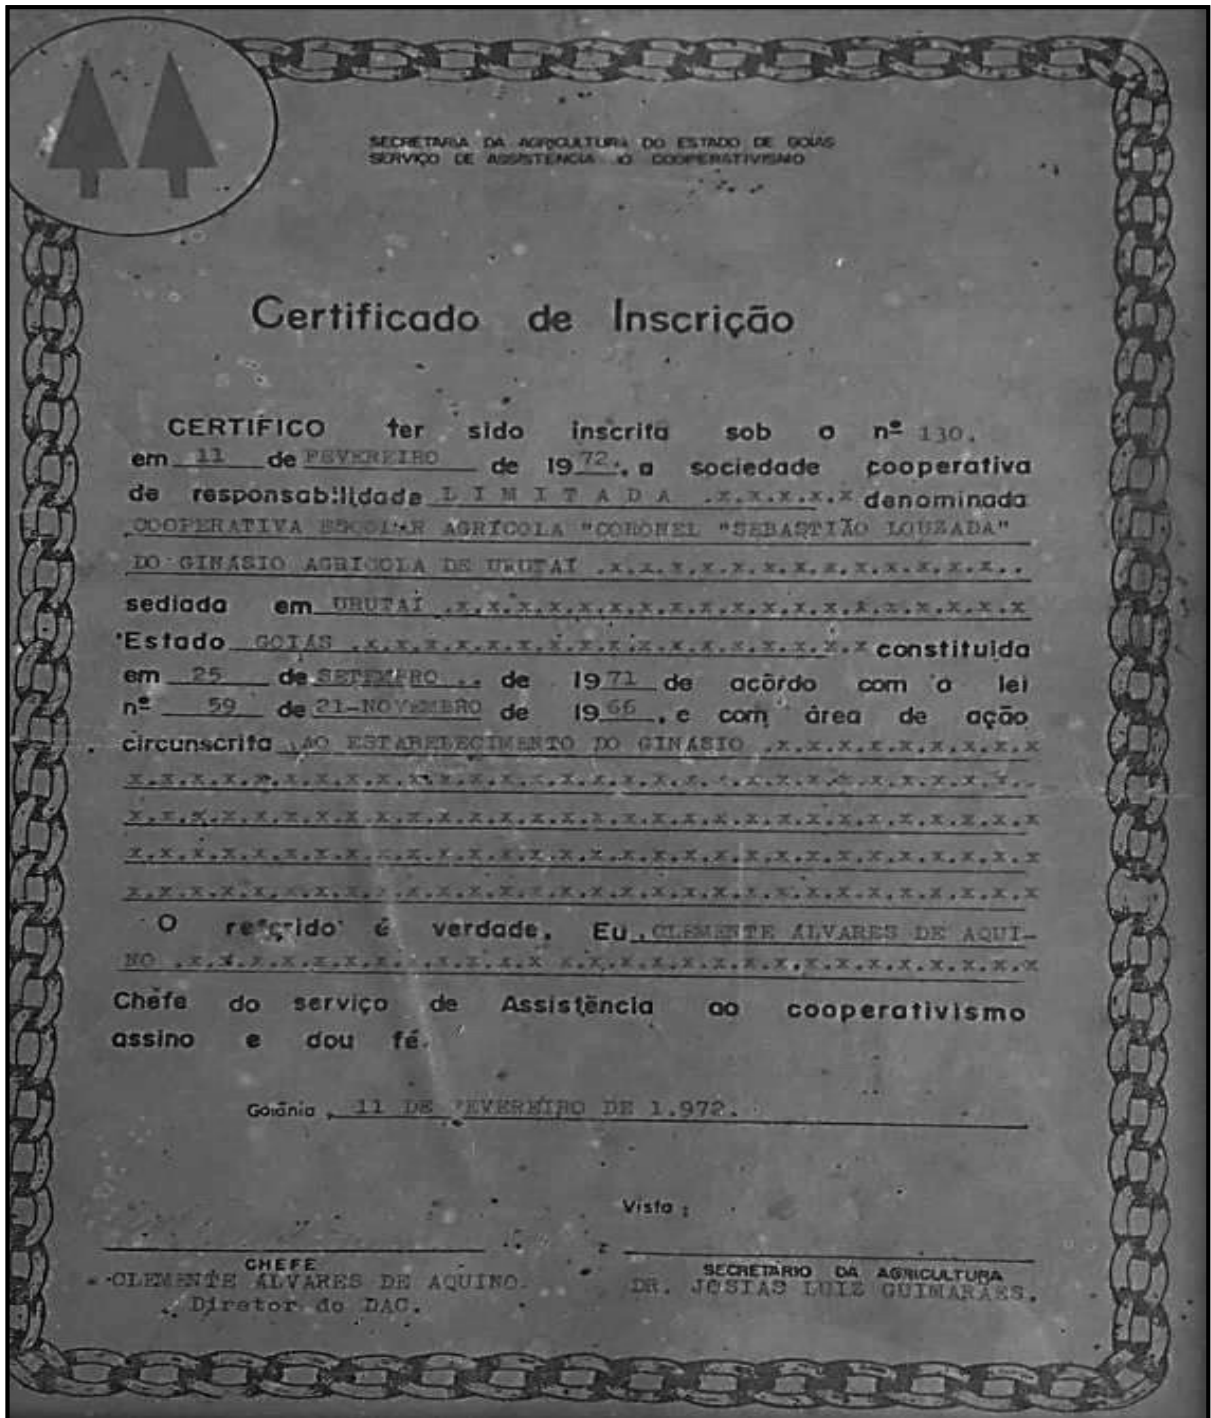 SECRETARIA DA AGRICULTURA DO ESTADO DE GOIÁS
SERVIÇO DE ASSISTENCIA AO COOPERATIVISMO
Certificado de Inscrição
CERTIFICO ter sido inscrita sob o nº 130.
em 11 de FEVEREIRO de 1972. a sociedade cooperativa
de responsabilidade L I M I T A D A .x.x.x.x.x denominada
COOPERATIVA ESCOLAR AGRÍCOLA "CORONEL "SEBASTIÃO LOUZADA"
DO GINÁSIO AGRICOLA DE URUTAÍ .x.x.x.x.x.x.x.x.x.x.x.x.x..
sediada em URUTAÍ .x.x.x.x.x.x.x.x.x.x.x.x.x.x.x.x.x.x.x
Estado GOIÁS .x.x.x.x.x.x.x.x.x.x.x.x.x.x.x.x.x constituida
em 25 de SETEMBRO .. de 1971 de acôrdo com a lei
nº 59 de 21-NOVEMBRO de 1966, e com área de ação
circunscrita AO ESTABELECIMENTO DO GINÁSIO .x.x.x.x.x.x.x.x.x
x.x.x.x.x.x.x.x.x.x.x.x.x.x.x.x.x.x.x.x.x.x.x.x.x.x.x.x.x.
x.x.x.x.x.x.x.x.x.x.x.x.x.x.x.x.x.x.x.x.x.x.x.x.x.x.x.x.x.x
x.x.x.x.x.x.x.x.x.x.x.x.x.x.x.x.x.x.x.x.x.x.x.x.x.x.x.x.x.x
x.x.x.x.x.x.x.x.x.x.x.x.x.x.x.x.x.x.x.x.x.x.x.x.x.x.x.x.x.x
O referido é verdade. Eu, CLEMENTE ÁLVARES DE AQUI-
NO .x.x.x.x.x.x.x.x.x.x.x.x.x.x.x.x.x.x.x.x.x.x.x.x.x.x.x.x
Chefe do serviço de Assistência ao cooperativismo
assino e dou fé.
Goiânia, 11 DE FEVEREIRO DE 1.972.
Visto :
CHEFE
CLEMENTE ÁLVARES DE AQUINO.
Diretor do DAC.
SECRETÁRIO DA AGRICULTURA
DR. JOSIAS LUIZ GUIMARÃES.